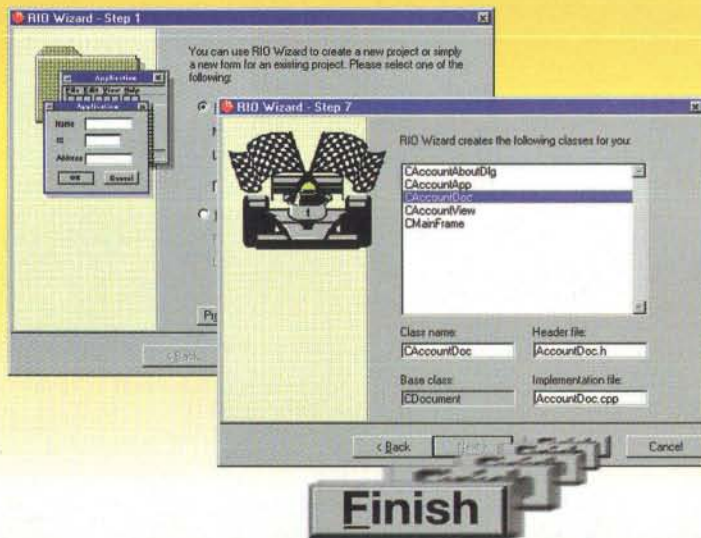 RIO Wizard - Step 1
You can use RIO Wizard to create a new project or simply
a new form for an existing project. Please select one of the
following:
Application
File Edit View Help
Application
Name
ID
Address
OK
Cancel
RIO Wizard - Step 7
RIO Wizard creates the following classes for you:
CAccountAboutDlg
CAccountApp
CAccountDoc
CAccountView
CMainFrame
1
Class name:
Header file:
CAccountDoc
AccountDoc.h
Base class:
Implementation file:
CDocument
AccountDoc.cpp
< Back
< Back
Cancel
Finish